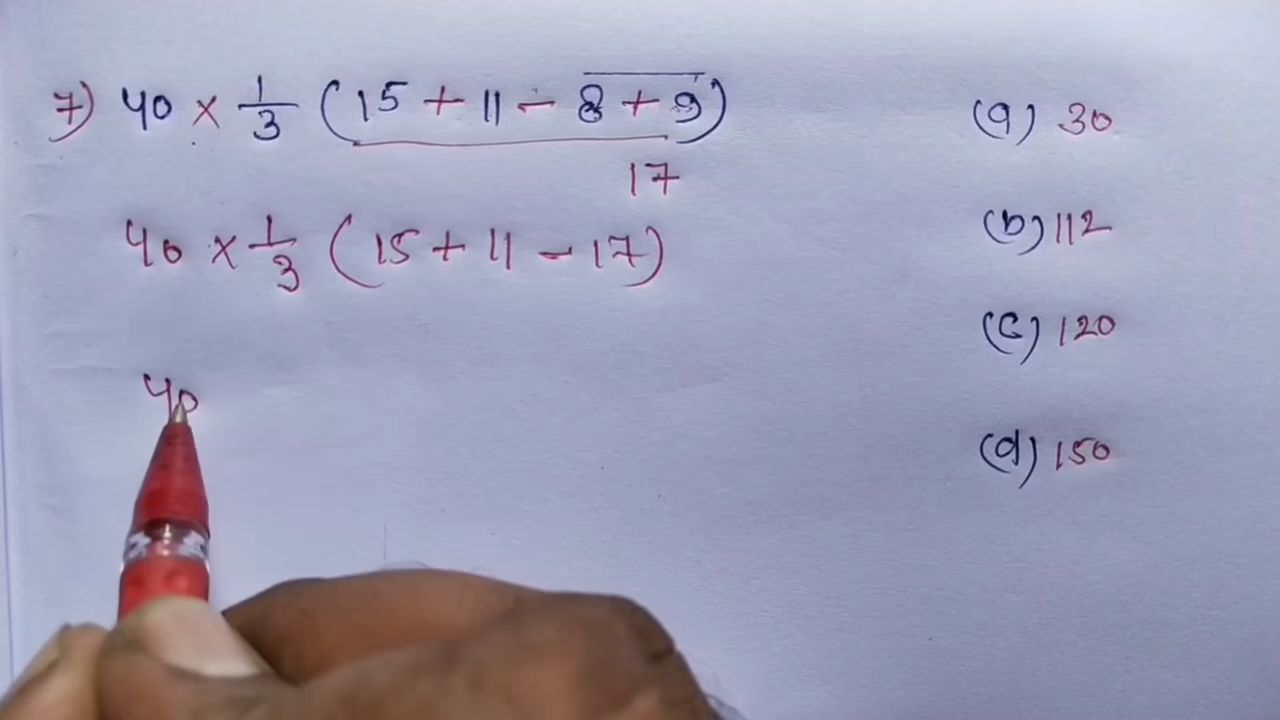 7) 40 × 1/3 (15 + 11 - 8 + 9)
17
40 × 1/3 (15 + 11 - 17)
40
(a) 30
(b) 112
(c) 120
(d) 150